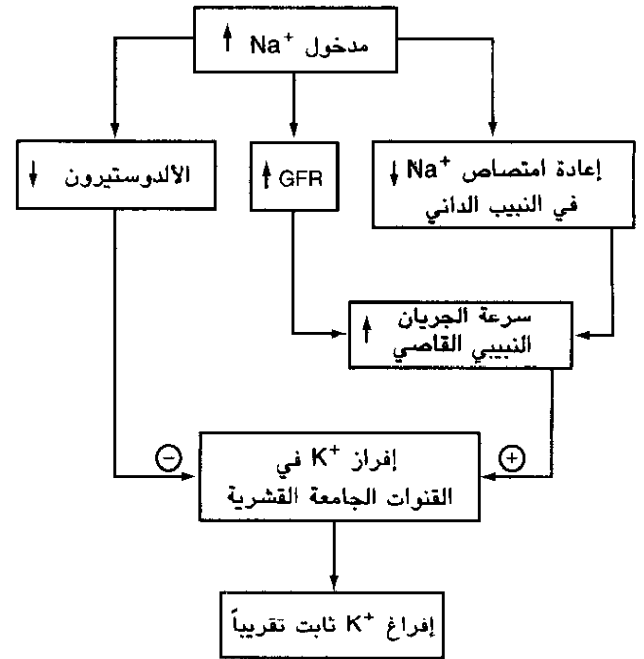 مدخول Na⁺ ↑
الألدوستيرون ↓
GFR ↑
إعادة امتصاص Na⁺ ↓
في النبيب الداني
سرعة الجريان ↑
النبيبي القاصي
−
+
إفراز K⁺ في
القنوات الجامعة القشرية
إفراغ K⁺ ثابت تقريباً